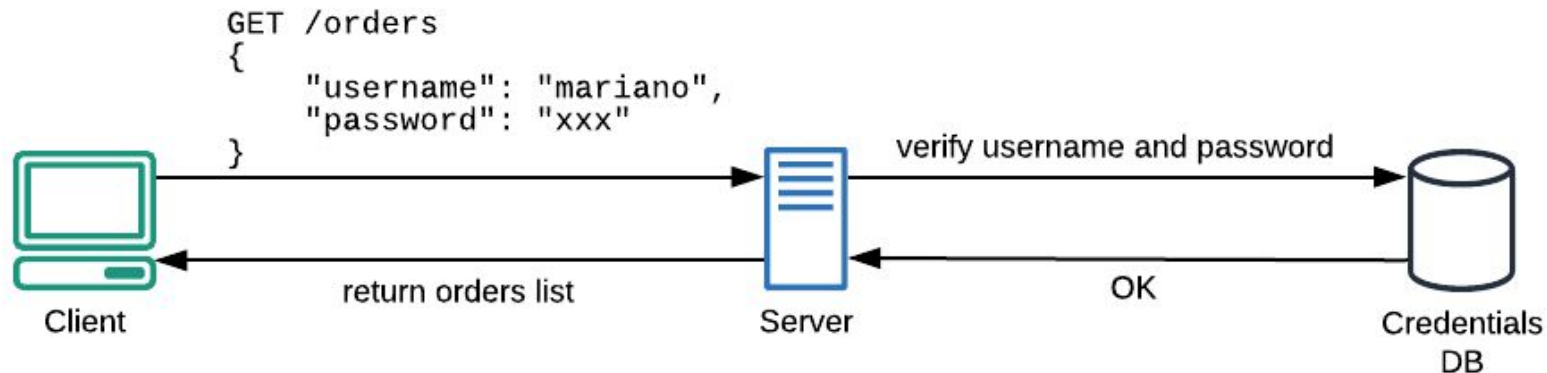 GET /orders
{
    "username": "mariano",
    "password": "xxx"
}
verify username and password
return orders list
OK
Client
Server
Credentials
DB